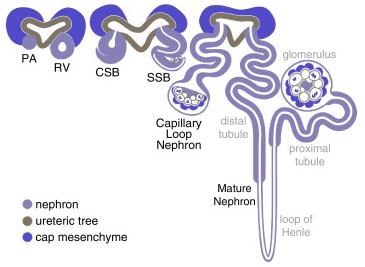 PA
RV
CSB
SSB
glomerulus
Capillary
Loop
Nephron
distal
tubule
proximal
tubule
Mature
Nephron
loop of
Henle
nephron
ureteric tree
cap mesenchyme